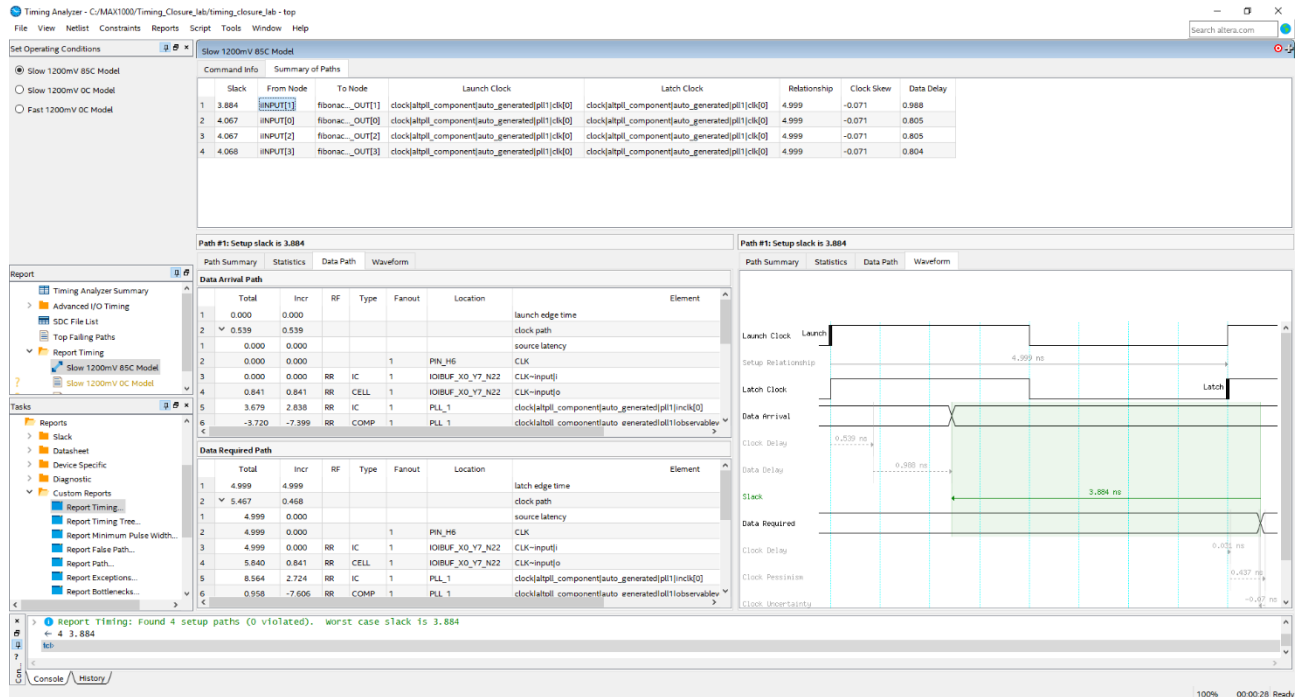 Timing Analyzer - C:/MAX1000/Timing_Closure_lab/timing_closure_lab - top
File View Netlist Constraints Reports Script Tools Window Help
Search altera.com
Set Operating Conditions
Slow 1200mV 85C Model
Slow 1200mV 0C Model
Fast 1200mV 0C Model
Slow 1200mV 85C Model
Command Info Summary of Paths
Slack From Node To Node Launch Clock Latch Clock Relationship Clock Skew Data Delay
1 3.884 iINPUT[1] fibonac..._OUT[1] clock|altpll_component|auto_generated|pll1|clk[0] clock|altpll_component|auto_generated|pll1|clk[0] 4.999 -0.071 0.988
2 4.067 iINPUT[0] fibonac..._OUT[0] clock|altpll_component|auto_generated|pll1|clk[0] clock|altpll_component|auto_generated|pll1|clk[0] 4.999 -0.071 0.805
3 4.067 iINPUT[2] fibonac..._OUT[2] clock|altpll_component|auto_generated|pll1|clk[0] clock|altpll_component|auto_generated|pll1|clk[0] 4.999 -0.071 0.805
4 4.068 iINPUT[3] fibonac..._OUT[3] clock|altpll_component|auto_generated|pll1|clk[0] clock|altpll_component|auto_generated|pll1|clk[0] 4.999 -0.071 0.804
Report
Timing Analyzer Summary
Advanced I/O Timing
SDC File List
Top Failing Paths
Report Timing
Slow 1200mV 85C Model
? Slow 1200mV 0C Model
Tasks
Reports
Slack
Datasheet
Device Specific
Diagnostic
Custom Reports
Report Timing...
Report Timing Tree...
Report Minimum Pulse Width...
Report False Path...
Report Path...
Report Exceptions...
Report Bottlenecks...
Path #1: Setup slack is 3.884
Path Summary Statistics Data Path Waveform
Data Arrival Path
Total Incr RF Type Fanout Location Element
1 0.000 0.000 launch edge time
2 0.539 0.539 clock path
1 0.000 0.000 source latency
2 0.000 0.000 1 PIN_H6 CLK
3 0.000 0.000 RR IC 1 IOIBUF_X0_Y7_N22 CLK~input|i
4 0.841 0.841 RR CELL 1 IOIBUF_X0_Y7_N22 CLK~input|o
5 3.679 2.838 RR IC 1 PLL_1 clock|altpll_component|auto_generated|pll1|inclk[0]
6 -3.720 -7.399 RR COMP 1 PLL_1 clock|altpll_component|auto_generated|pll1|observablev
Data Required Path
Total Incr RF Type Fanout Location Element
1 4.999 4.999 latch edge time
2 5.467 0.468 clock path
1 4.999 0.000 source latency
2 4.999 0.000 1 PIN_H6 CLK
3 4.999 0.000 RR IC 1 IOIBUF_X0_Y7_N22 CLK~input|i
4 5.840 0.841 RR CELL 1 IOIBUF_X0_Y7_N22 CLK~input|o
5 8.564 2.724 RR IC 1 PLL_1 clock|altpll_component|auto_generated|pll1|inclk[0]
6 0.958 -7.606 RR COMP 1 PLL_1 clock|altpll_component|auto_generated|pll1|observablev
Path #1: Setup slack is 3.884
Path Summary Statistics Data Path Waveform
Launch Clock Launch
Setup Relationship 4.999 ns
Latch Clock Latch
Data Arrival
Clock Delay 0.539 ns
Data Delay 0.988 ns
Slack 3.884 ns
Data Required
Clock Delay 0.031 ns
Clock Pessimism 0.437 ns
Clock Uncertainty -0.07 ns
Report Timing: Found 4 setup paths (0 violated). Worst case slack is 3.884
4 3.884
tcl>
Con...
Console History
100% 00:00:28 Ready